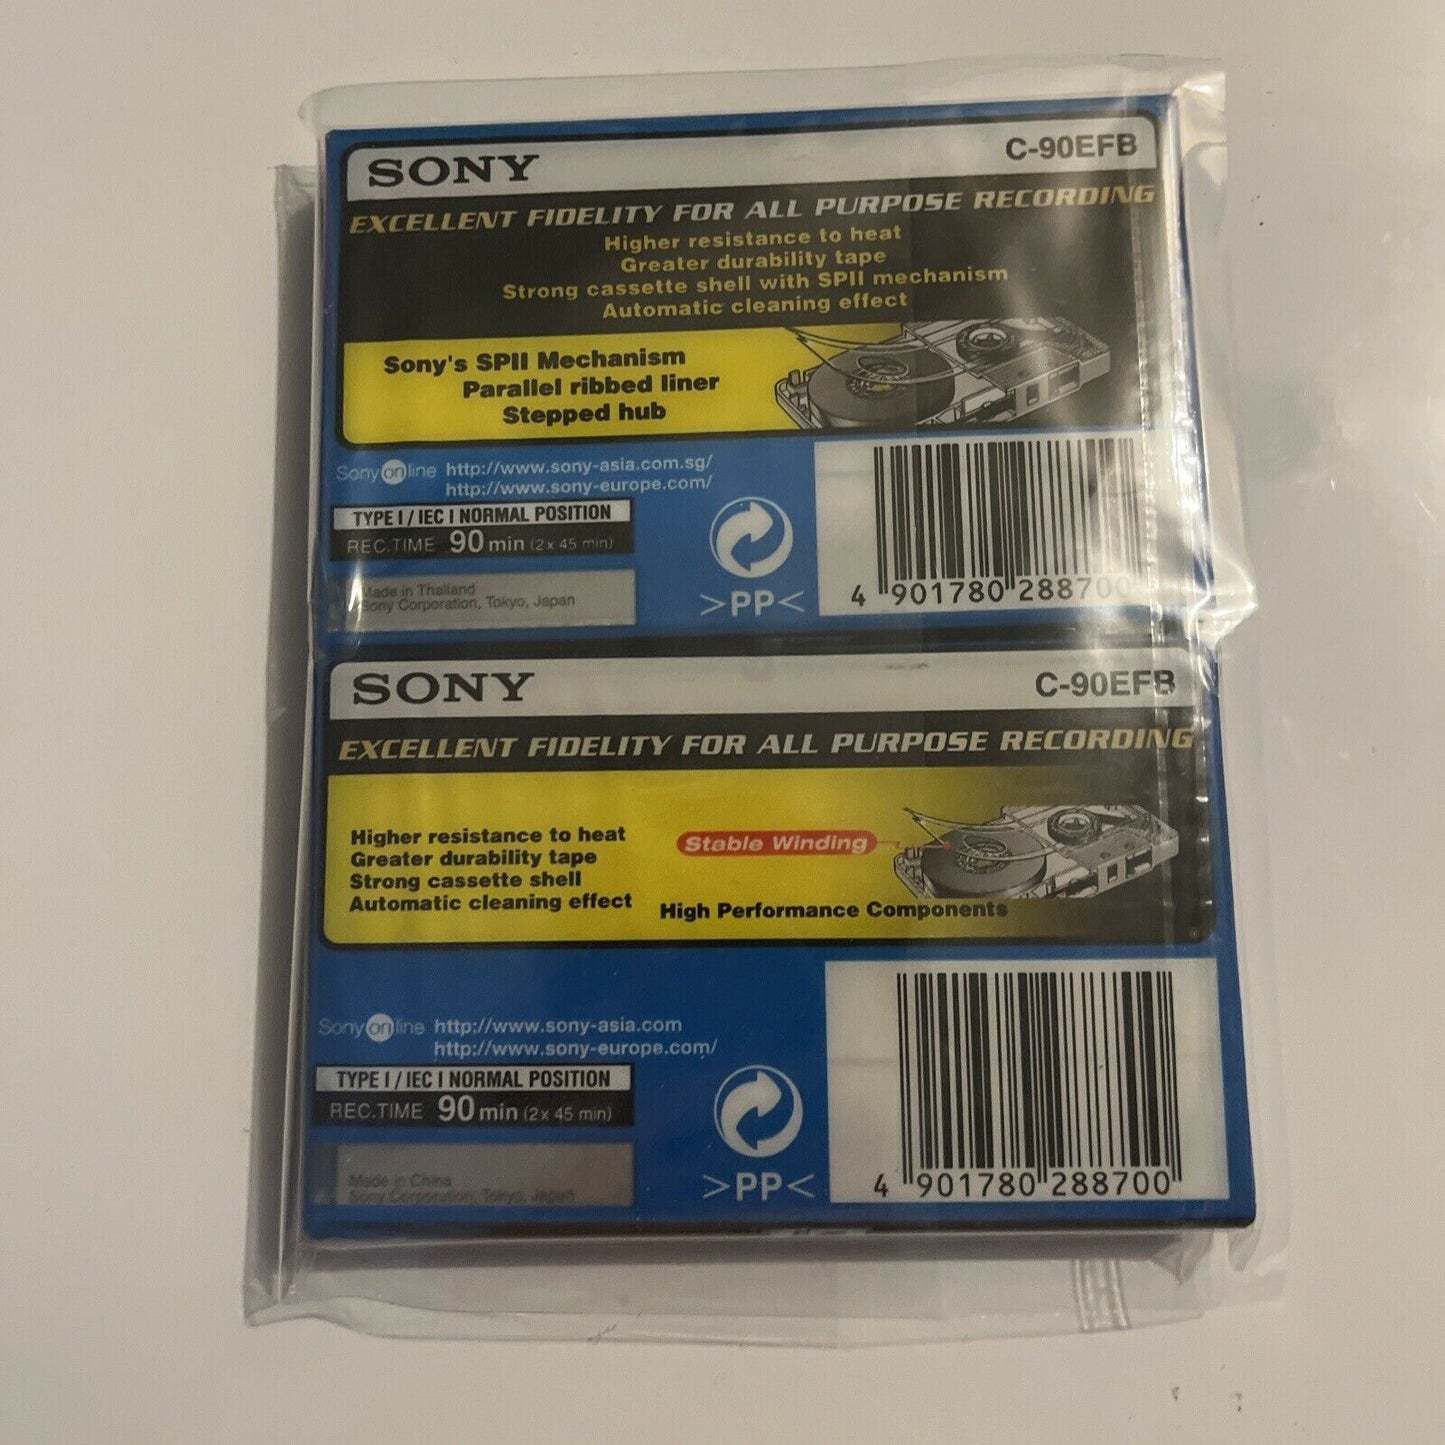 SONY C-90EFB
EXCELLENT FIDELITY FOR ALL PURPOSE RECORDING
Higher resistance to heat
Greater durability tape
Strong cassette shell with SPII mechanism
Automatic cleaning effect
Sony's SPII Mechanism
Parallel ribbed liner
Stepped hub
Sony on line http://www.sony-asia.com.sg/
http://www.sony-europe.com/
TYPE I / IEC I NORMAL POSITION
REC.TIME 90 min (2 x 45 min)
Made in Thailand
Sony Corporation, Tokyo, Japan
>PP<
4 901780 288700
SONY C-90EFB
EXCELLENT FIDELITY FOR ALL PURPOSE RECORDING
Higher resistance to heat
Greater durability tape
Strong cassette shell
Automatic cleaning effect
Stable Winding
High Performance Components
Sony on line http://www.sony-asia.com
http://www.sony-europe.com/
TYPE I / IEC I NORMAL POSITION
REC.TIME 90 min (2 x 45 min)
Made in China
Sony Corporation, Tokyo, Japan
>PP<
4 901780 288700